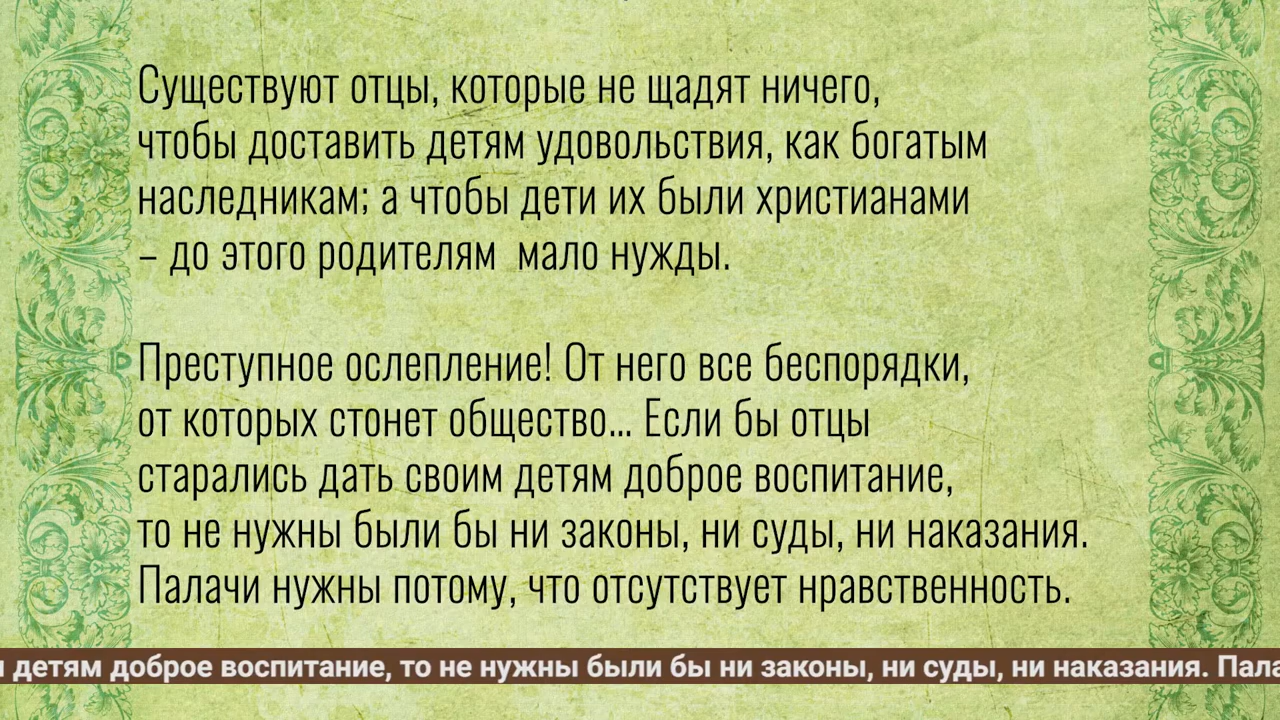 Существуют отцы, которые не щадят ничего,
чтобы доставить детям удовольствия, как богатым
наследникам; а чтобы дети их были христианами
– до этого родителям  мало нужды.
Преступное ослепление! От него все беспорядки,
от которых стонет общество... Если бы отцы
старались дать своим детям доброе воспитание,
то не нужны были бы ни законы, ни суды, ни наказания.
Палачи нужны потому, что отсутствует нравственность.
детям доброе воспитание, то не нужны были бы ни законы, ни суды, ни наказания.